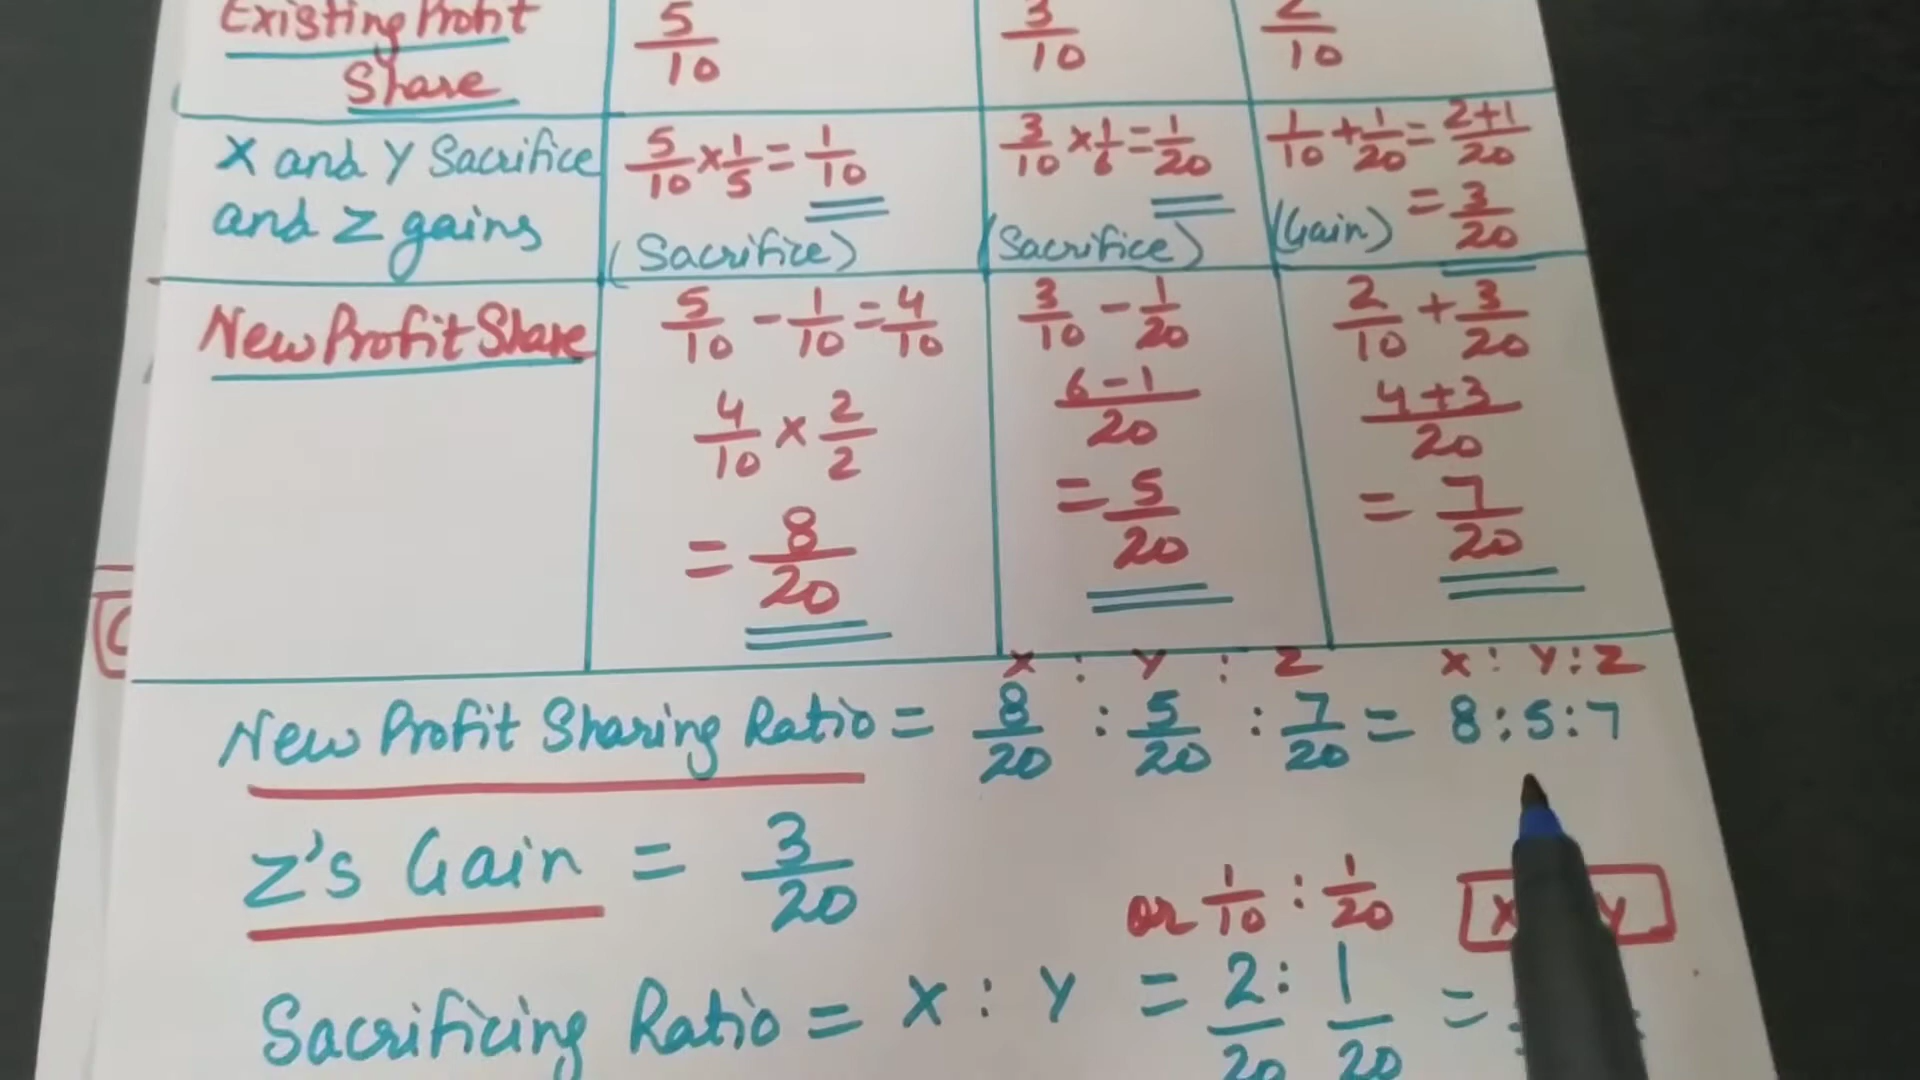 Existing Profit 5/10 3/10 2/10
Share
X and Y Sacrifice 5/10 × 1/5 = 1/10 3/10 × 1/6 = 1/20 1/10 + 1/20 = 2+1/20
and Z gains (Sacrifice) (Sacrifice) (Gain) = 3/20
New Profit Share 5/10 - 1/10 = 4/10 3/10 - 1/20 2/10 + 3/20
4/10 × 2/2 6-1/20 4+3/20
= 8/20 = 5/20 = 7/20
X : Y : Z X : Y : Z
New Profit Sharing Ratio = 8/20 : 5/20 : 7/20 = 8:5:7
Z's Gain = 3/20
or 1/10 : 1/20 X Y
Sacrificing Ratio = X : Y = 2/20 : 1/20 =